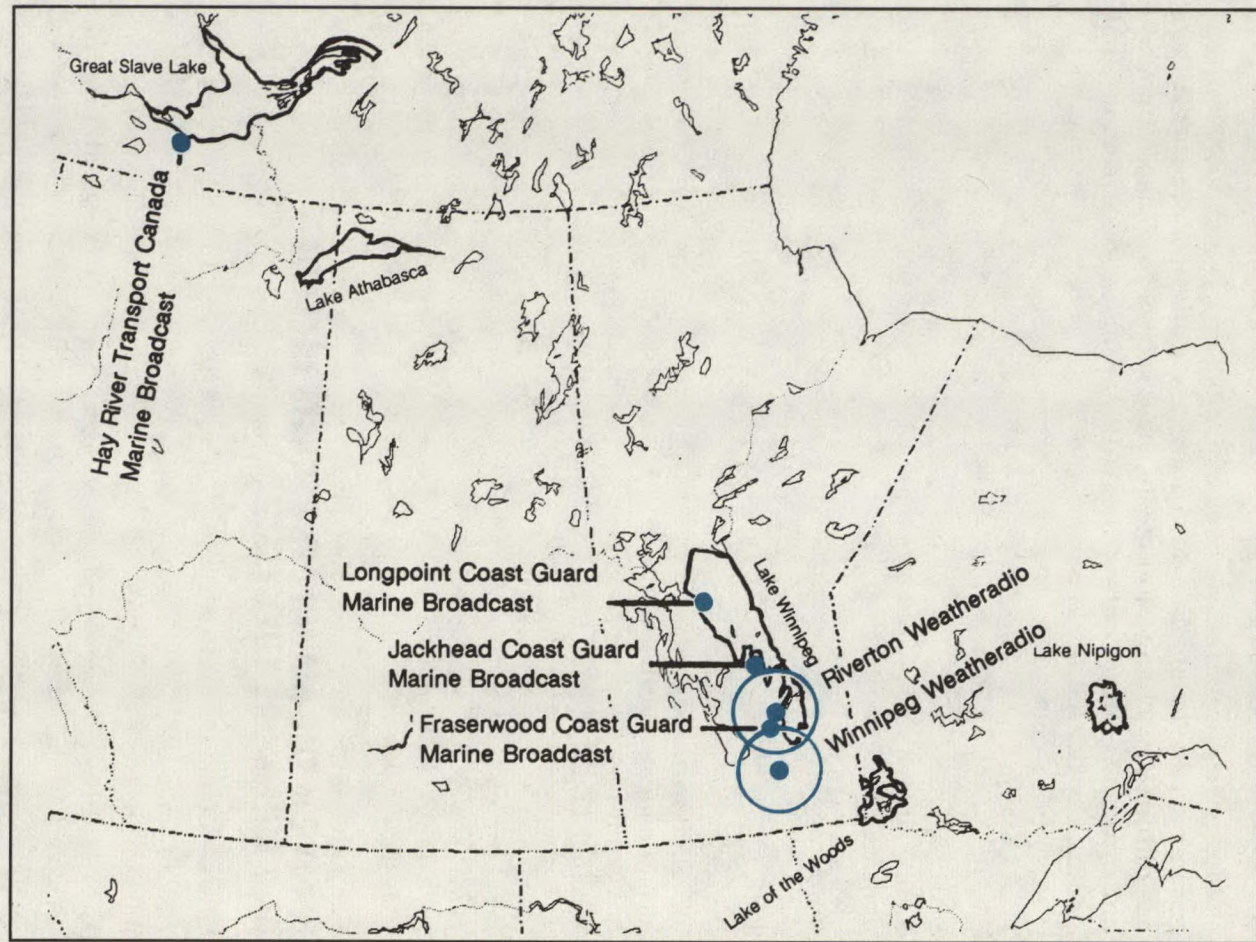 Great Slave Lake
Hay River Transport Canada
Marine Broadcast
Lake Athabasca
Longpoint Coast Guard
Marine Broadcast
Lake Winnipeg
Jackhead Coast Guard
Marine Broadcast
Riverton Weatheradio
Lake Nipigon
Fraserwood Coast Guard
Marine Broadcast
Winnipeg Weatheradio
Lake of the Woods